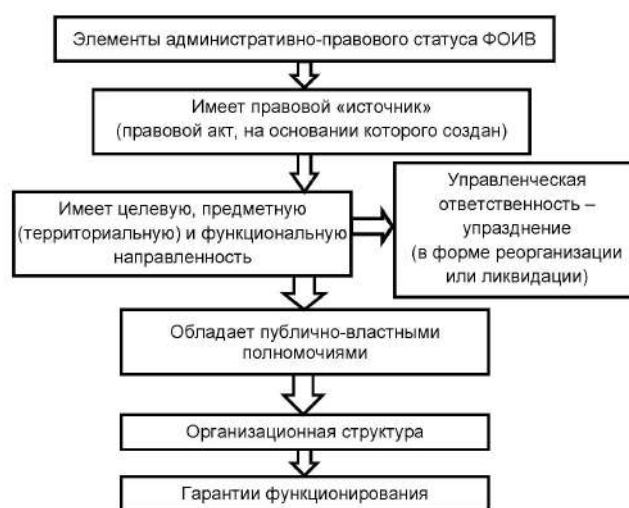 Элементы административно-правового статуса ФОИВ
Имеет правовой «источник»
(правовой акт, на основании которого создан)
Имеет целевую, предметную
(территориальную) и функциональную
направленность
Управленческая
ответственность –
упразднение
(в форме реорганизации
или ликвидации)
Обладает публично-властными
полномочиями
Организационная структура
Гарантии функционирования